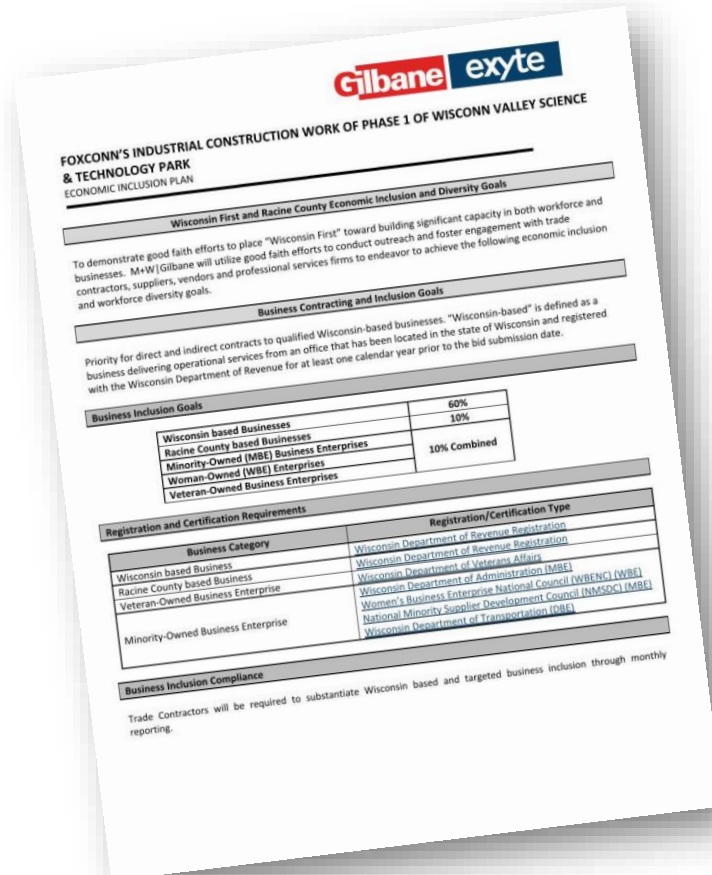 Gilbane exyte
FOXCONN'S INDUSTRIAL CONSTRUCTION WORK OF PHASE 1 OF WISCONN VALLEY SCIENCE
& TECHNOLOGY PARK
ECONOMIC INCLUSION PLAN
Wisconsin First and Racine County Economic Inclusion and Diversity Goals
To demonstrate good faith efforts to place "Wisconsin First" toward building significant capacity in both workforce and
businesses. M+W|Gilbane will utilize good faith efforts to conduct outreach and foster engagement with trade
contractors, suppliers, vendors and professional services firms to endeavor to achieve the following economic inclusion
and workforce diversity goals.
Business Contracting and Inclusion Goals
Priority for direct and indirect contracts to qualified Wisconsin-based businesses. "Wisconsin-based" is defined as a
business delivering operational services from an office that has been located in the state of Wisconsin and registered
with the Wisconsin Department of Revenue for at least one calendar year prior to the bid submission date.
Business Inclusion Goals
Wisconsin based Businesses 60%
Racine County based Businesses 10%
Minority-Owned (MBE) Business Enterprises
Woman-Owned (WBE) Enterprises 10% Combined
Veteran-Owned Business Enterprises
Registration and Certification Requirements
Business Category Registration/Certification Type
Wisconsin based Business Wisconsin Department of Revenue Registration
Racine County based Business Wisconsin Department of Revenue Registration
Veteran-Owned Business Enterprise Wisconsin Department of Veterans Affairs
Minority-Owned Business Enterprise Wisconsin Department of Administration (MBE)
Women's Business Enterprise National Council (WBENC) (WBE)
National Minority Supplier Development Council (NMSDC) (MBE)
Wisconsin Department of Transportation (DBE)
Business Inclusion Compliance
Trade Contractors will be required to substantiate Wisconsin based and targeted business inclusion through monthly
reporting.